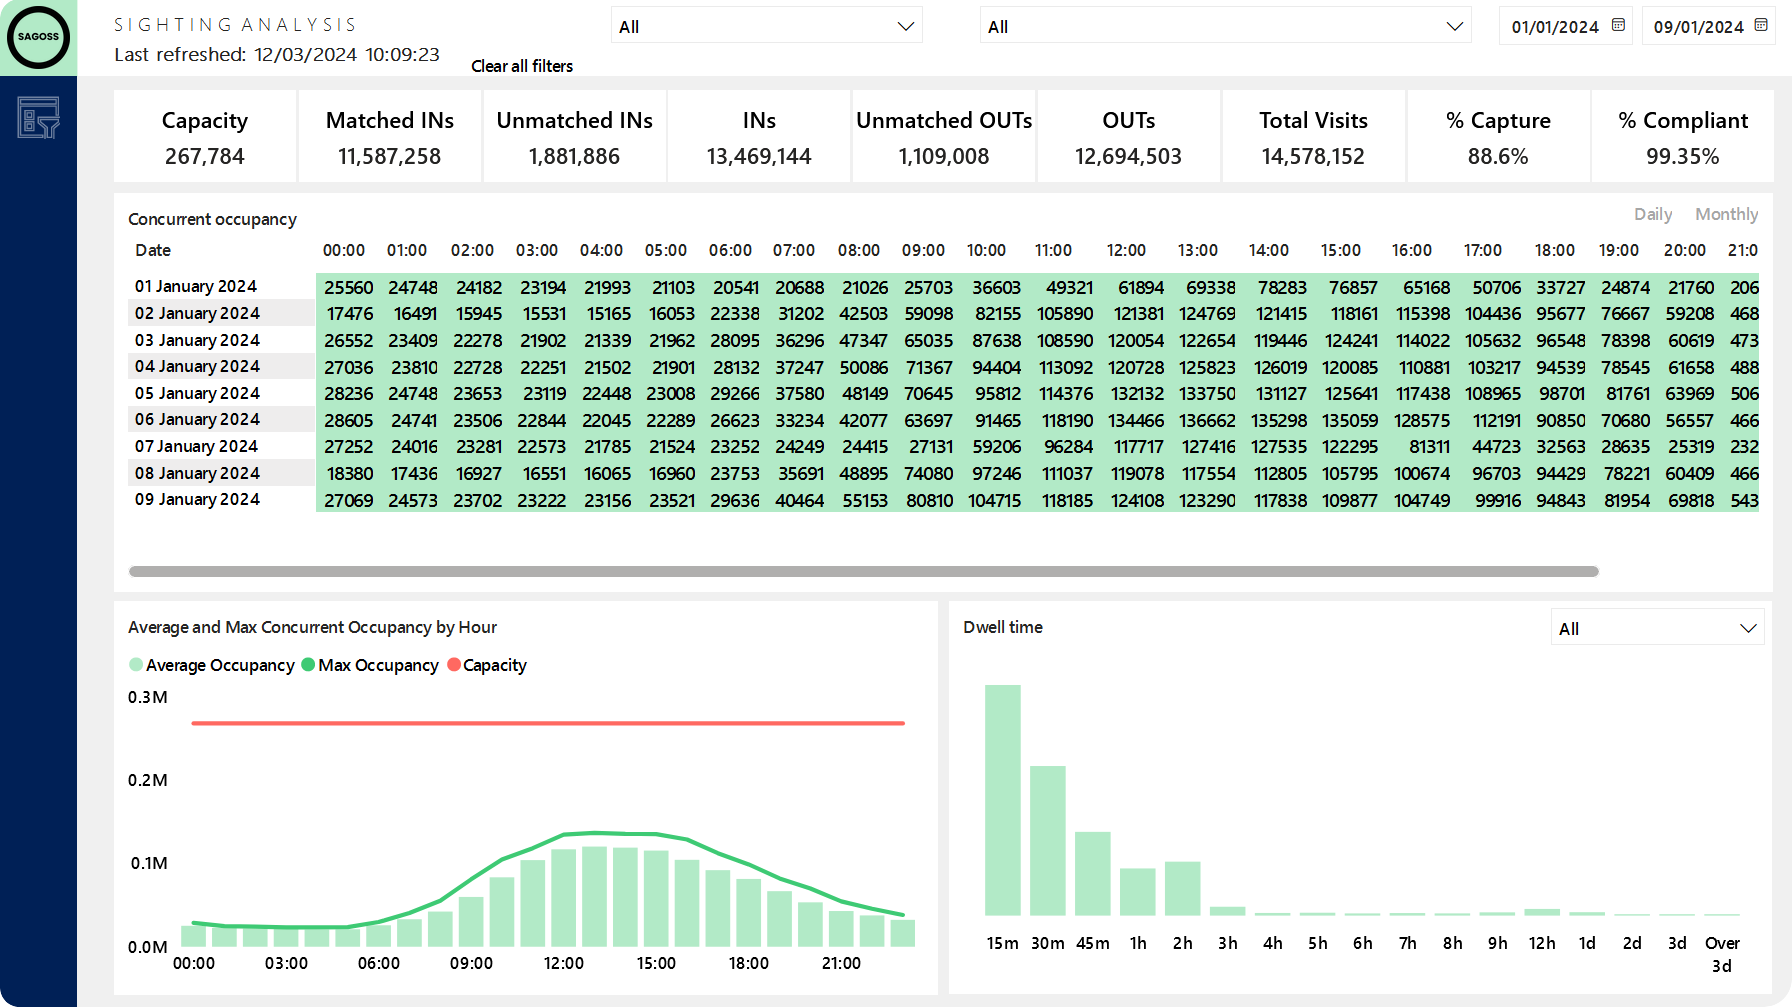 SAGOSS
SIGHTING ANALYSIS
Last refreshed: 12/03/2024 10:09:23
Clear all filters
All
All
01/01/2024
09/01/2024
Capacity Matched INs Unmatched INs INs Unmatched OUTs OUTs Total Visits % Capture % Compliant
267,784 11,587,258 1,881,886 13,469,144 1,109,008 12,694,503 14,578,152 88.6% 99.35%
Concurrent occupancy
Daily Monthly
Date 00:00 01:00 02:00 03:00 04:00 05:00 06:00 07:00 08:00 09:00 10:00 11:00 12:00 13:00 14:00 15:00 16:00 17:00 18:00 19:00 20:00 21:0
01 January 2024 25560 24748 24182 23194 21993 21103 20541 20688 21026 25703 36603 49321 61894 69338 78283 76857 65168 50706 33727 24874 21760 206
02 January 2024 17476 16491 15945 15531 15165 16053 22338 31202 42503 59098 82155 105890 121381 124769 121415 118161 115398 104436 95677 76667 59208 468
03 January 2024 26552 23409 22278 21902 21339 21962 28095 36296 47347 65035 87638 108590 120054 122654 119446 124241 114022 105632 96548 78398 60619 473
04 January 2024 27036 23810 22728 22251 21502 21901 28132 37247 50086 71367 94404 113092 120728 125823 126019 120085 110881 103217 94539 78545 61658 488
05 January 2024 28236 24748 23653 23119 22448 23008 29266 37580 48149 70645 95812 114376 132132 133750 131127 125641 117438 108965 98701 81761 63969 506
06 January 2024 28605 24741 23506 22844 22045 22289 26623 33234 42077 63697 91465 118190 134466 136662 135298 135059 128575 112191 90850 70680 56557 466
07 January 2024 27252 24016 23281 22573 21785 21524 23252 24249 24415 27131 59206 96284 117717 127416 127535 122295 81311 44723 32563 28635 25319 232
08 January 2024 18380 17436 16927 16551 16065 16960 23753 35691 48895 74080 97246 111037 119078 117554 112805 105795 100674 96703 94429 78221 60409 466
09 January 2024 27069 24573 23702 23222 23156 23521 29636 40464 55153 80810 104715 118185 124108 123290 117838 109877 104749 99916 94843 81954 69818 543
Average and Max Concurrent Occupancy by Hour
Average Occupancy Max Occupancy Capacity
0.3M
0.2M
0.1M
0.0M
00:00 03:00 06:00 09:00 12:00 15:00 18:00 21:00
Dwell time
All
15m 30m 45m 1h 2h 3h 4h 5h 6h 7h 8h 9h 12h 1d 2d 3d Over
3d